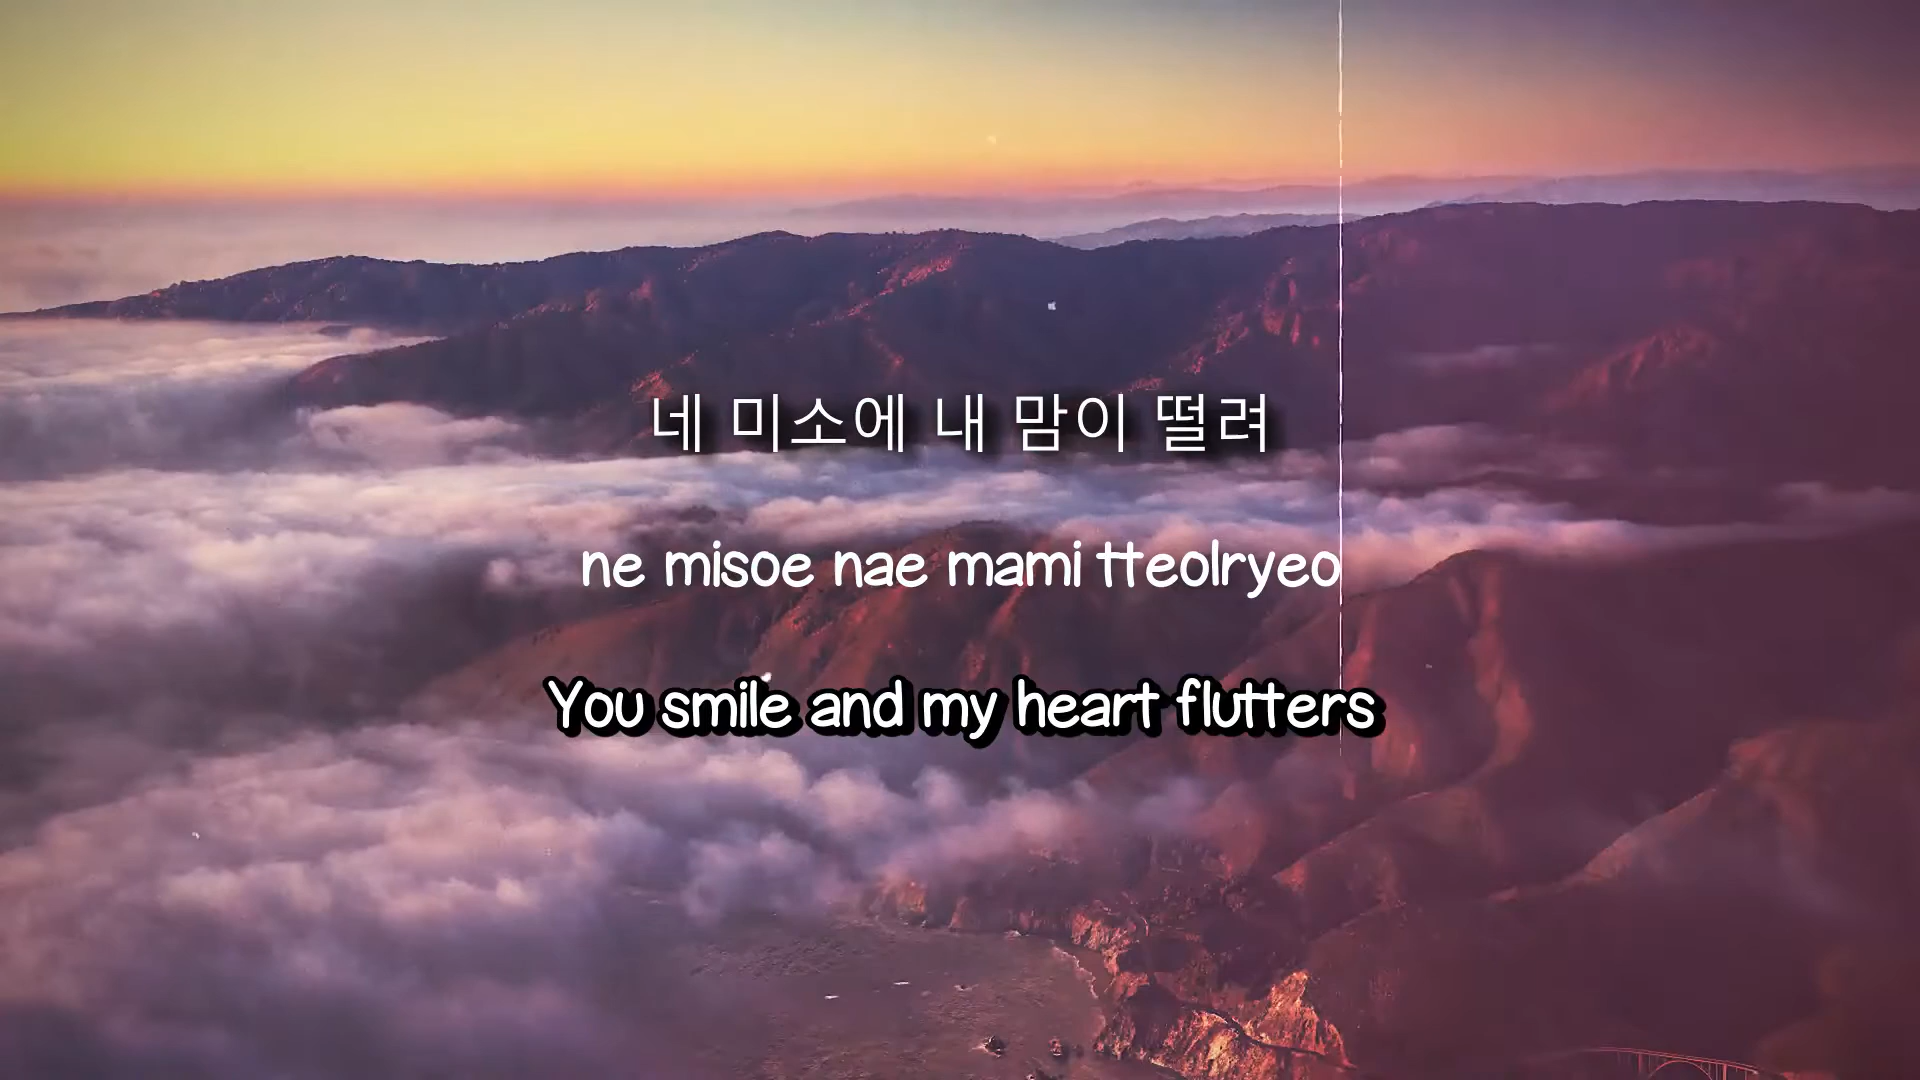 네 미소에 내 맘이 떨려
ne misoe nae mami tteolryeo
You smile and my heart flutters